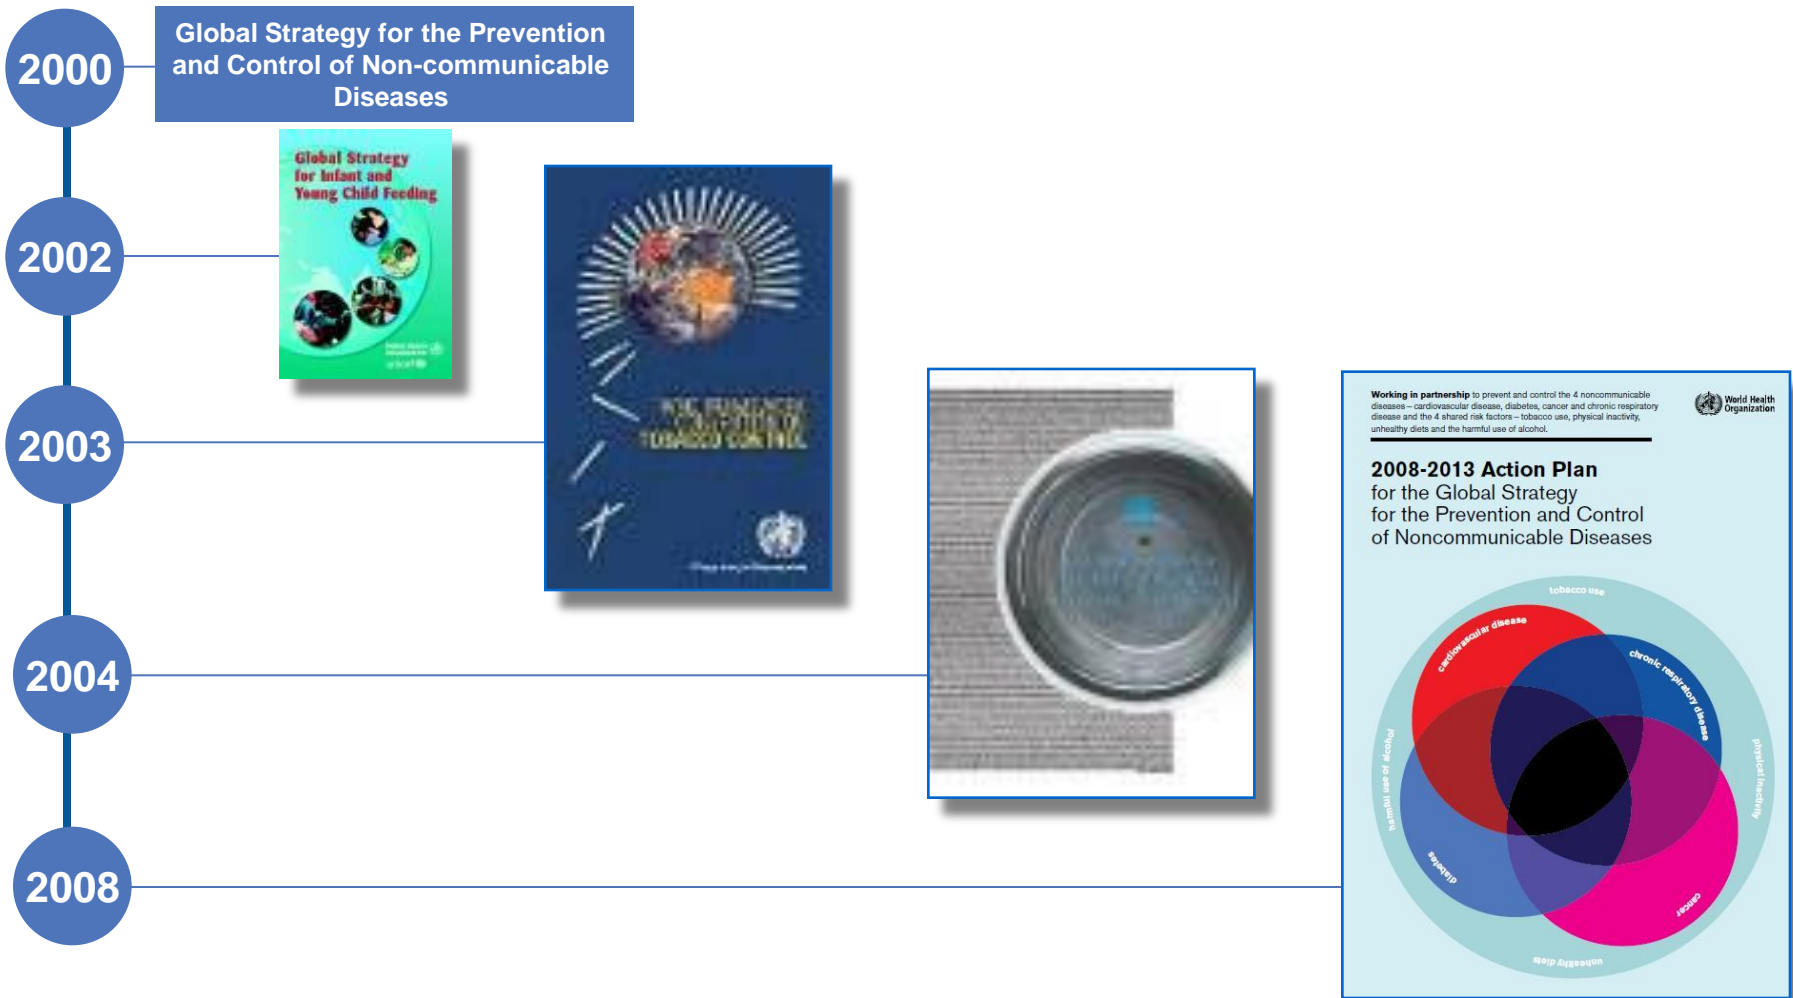 2000
Global Strategy for the Prevention
and Control of Non-communicable
Diseases
2002
Global Strategy
for Infant and
Young Child Feeding
2003
TOBACCO CONTROL
2004
2008
Working in partnership to prevent and control the 4 noncommunicable
diseases – cardiovascular disease, diabetes, cancer and chronic respiratory
disease and the 4 shared risk factors – tobacco use, physical inactivity,
unhealthy diets and the harmful use of alcohol.
World Health
Organization
2008-2013 Action Plan
for the Global Strategy
for the Prevention and Control
of Noncommunicable Diseases
tobacco use
cardiovascular disease
chronic respiratory disease
harmful use of alcohol
physical inactivity
diabetes
cancer
unhealthy diets